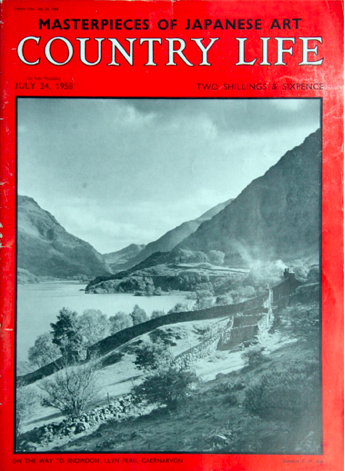 MASTERPIECES OF JAPANESE ART
COUNTRY LIFE
JULY 24, 1958
TWO SHILLINGS & SIXPENCE
ON THE WAY TO SNOWDON: LLYN PERIS, CAERNARVON